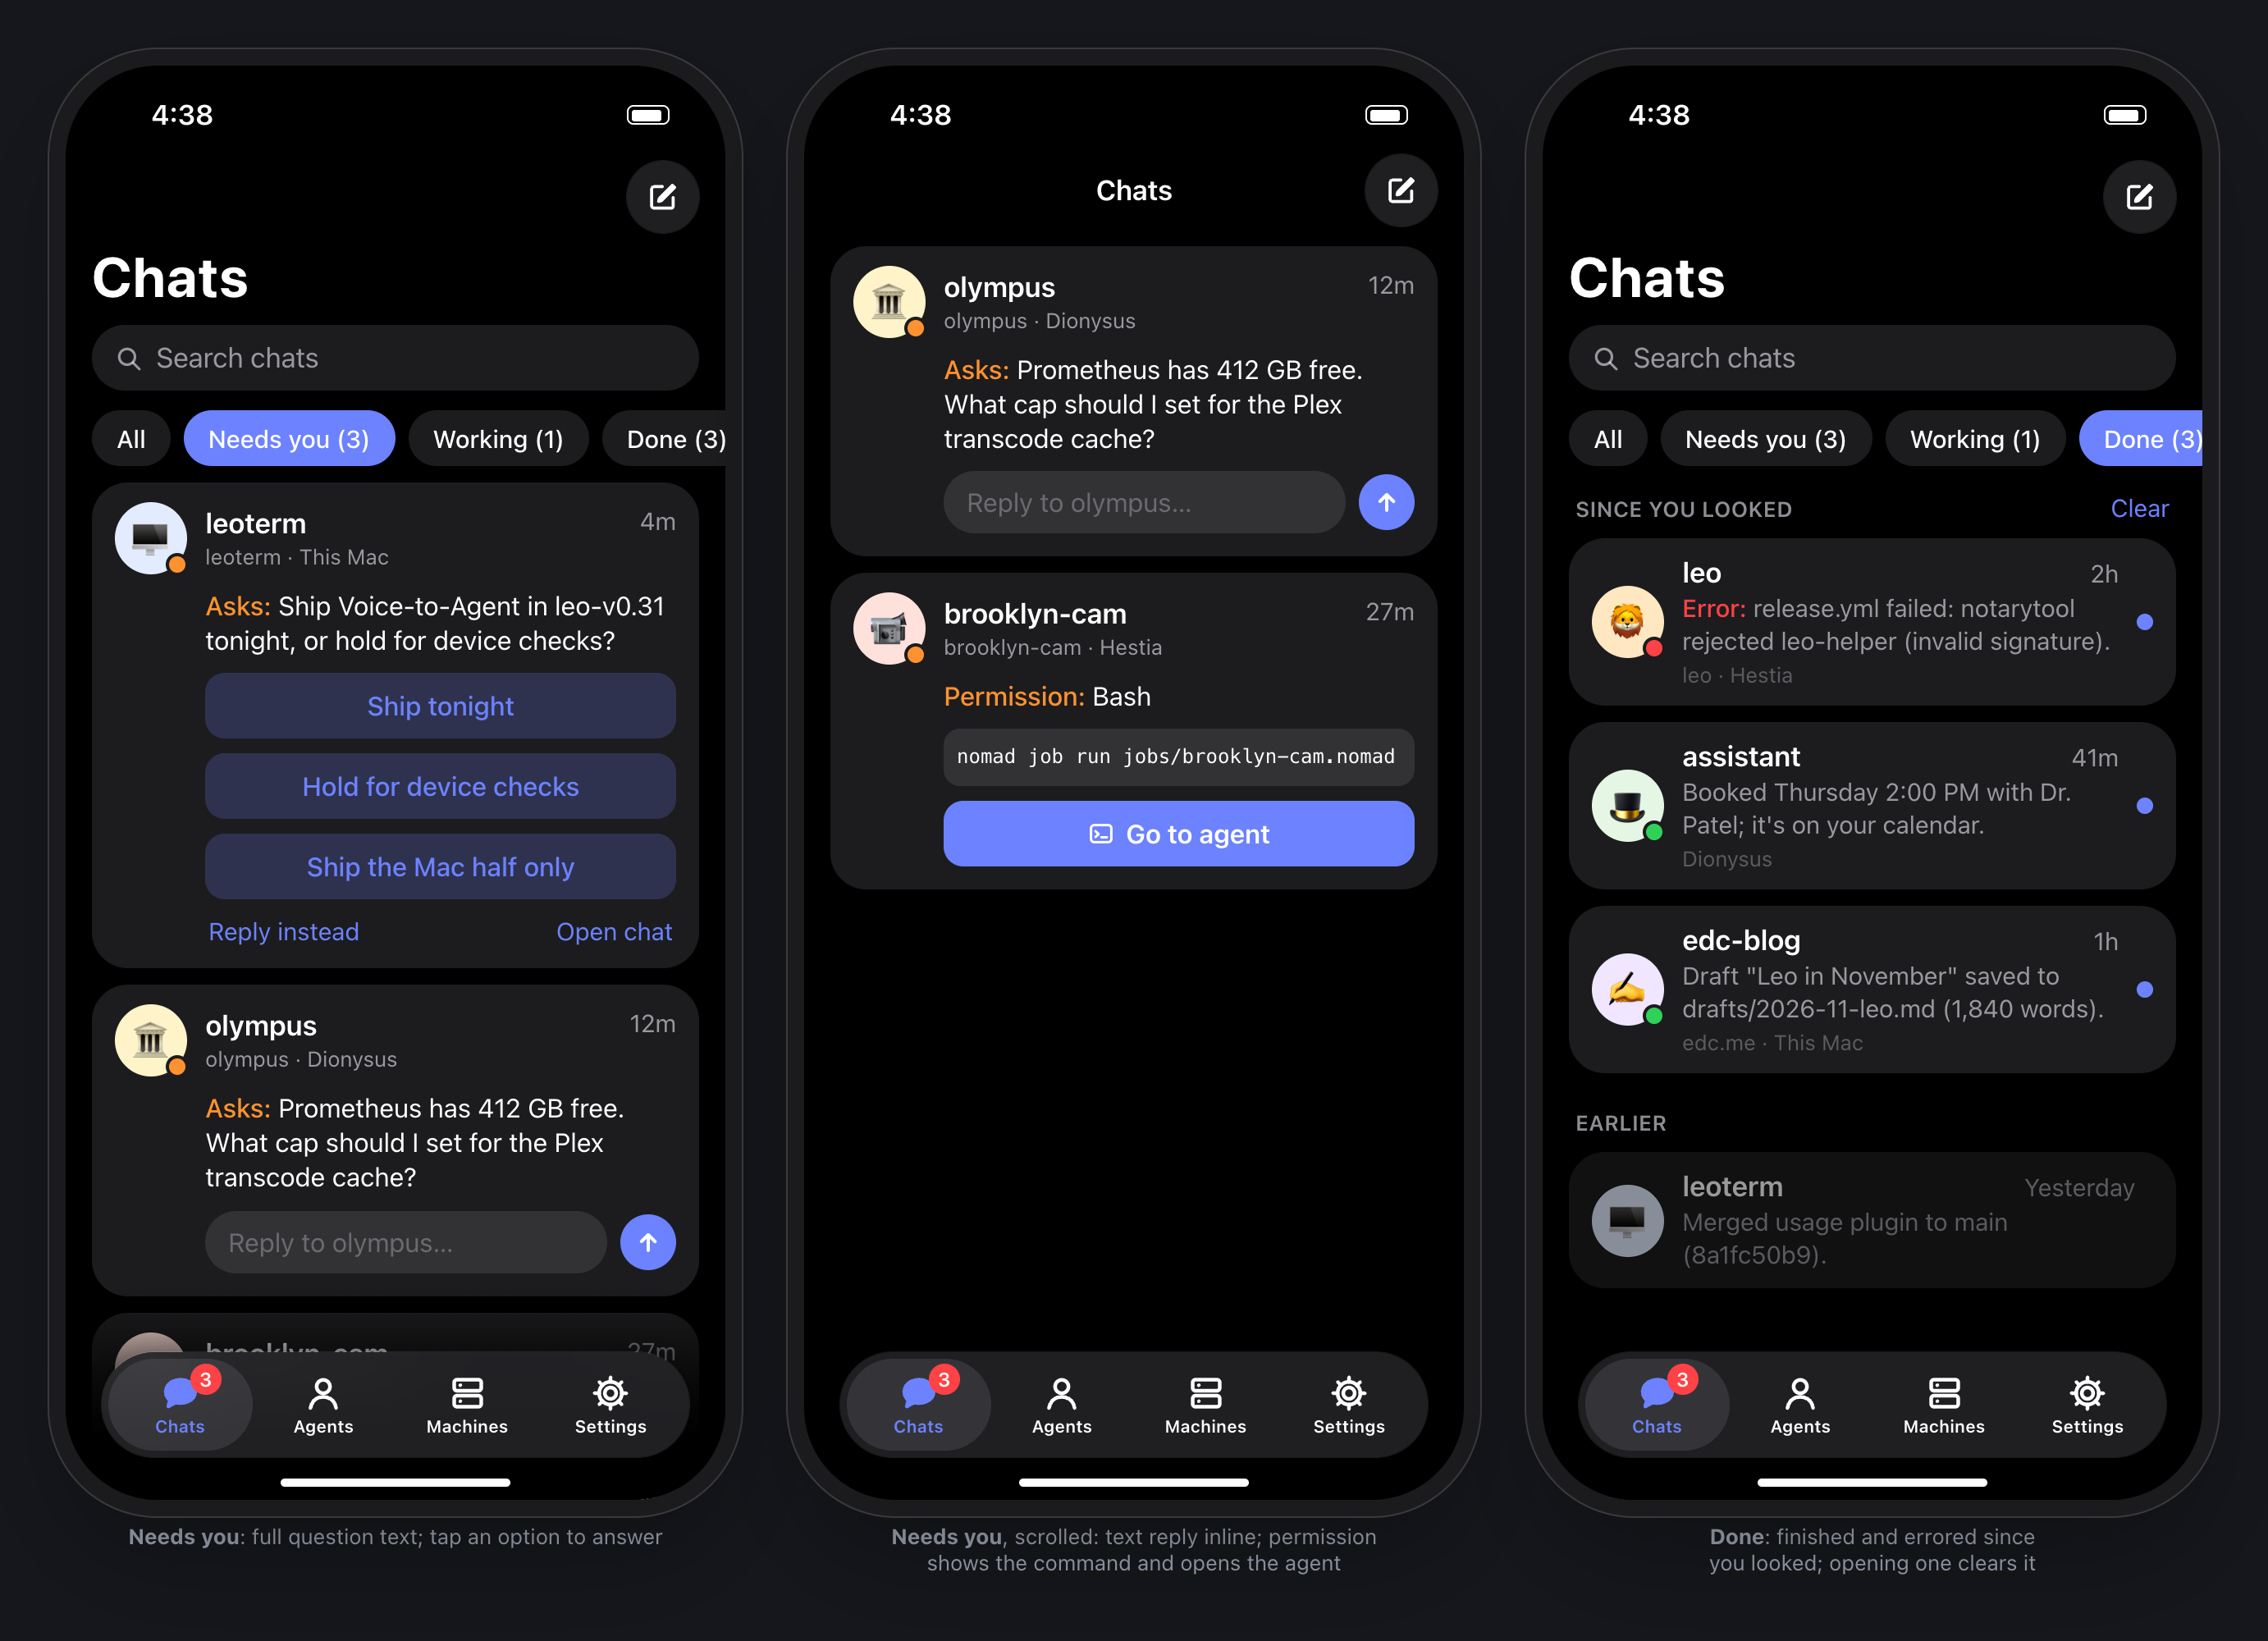 4:38
Chats
Search chats
All
Needs you (3)
Working (1)
Done (3)
leoterm
4m
leoterm · This Mac
Asks: Ship Voice-to-Agent in leo-v0.31
tonight, or hold for device checks?
Ship tonight
Hold for device checks
Ship the Mac half only
Reply instead
Open chat
olympus
12m
olympus · Dionysus
Asks: Prometheus has 412 GB free.
What cap should I set for the Plex
transcode cache?
Reply to olympus...
brooklyn-cam
27m
3
Chats
Agents
Machines
Settings
Needs you: full question text; tap an option to answer
4:38
Chats
olympus
12m
olympus · Dionysus
Asks: Prometheus has 412 GB free.
What cap should I set for the Plex
transcode cache?
Reply to olympus...
brooklyn-cam
27m
brooklyn-cam · Hestia
Permission: Bash
nomad job run jobs/brooklyn-cam.nomad
Go to agent
3
Chats
Agents
Machines
Settings
Needs you, scrolled: text reply inline; permission
shows the command and opens the agent
4:38
Chats
Search chats
All
Needs you (3)
Working (1)
Done (3)
SINCE YOU LOOKED
Clear
leo
2h
Error: release.yml failed: notarytool
rejected leo-helper (invalid signature).
leo · Hestia
assistant
41m
Booked Thursday 2:00 PM with Dr.
Patel; it's on your calendar.
Dionysus
edc-blog
1h
Draft "Leo in November" saved to
drafts/2026-11-leo.md (1,840 words).
edc.me · This Mac
EARLIER
leoterm
Yesterday
Merged usage plugin to main
(8a1fc50b9).
3
Chats
Agents
Machines
Settings
Done: finished and errored since
you looked; opening one clears it